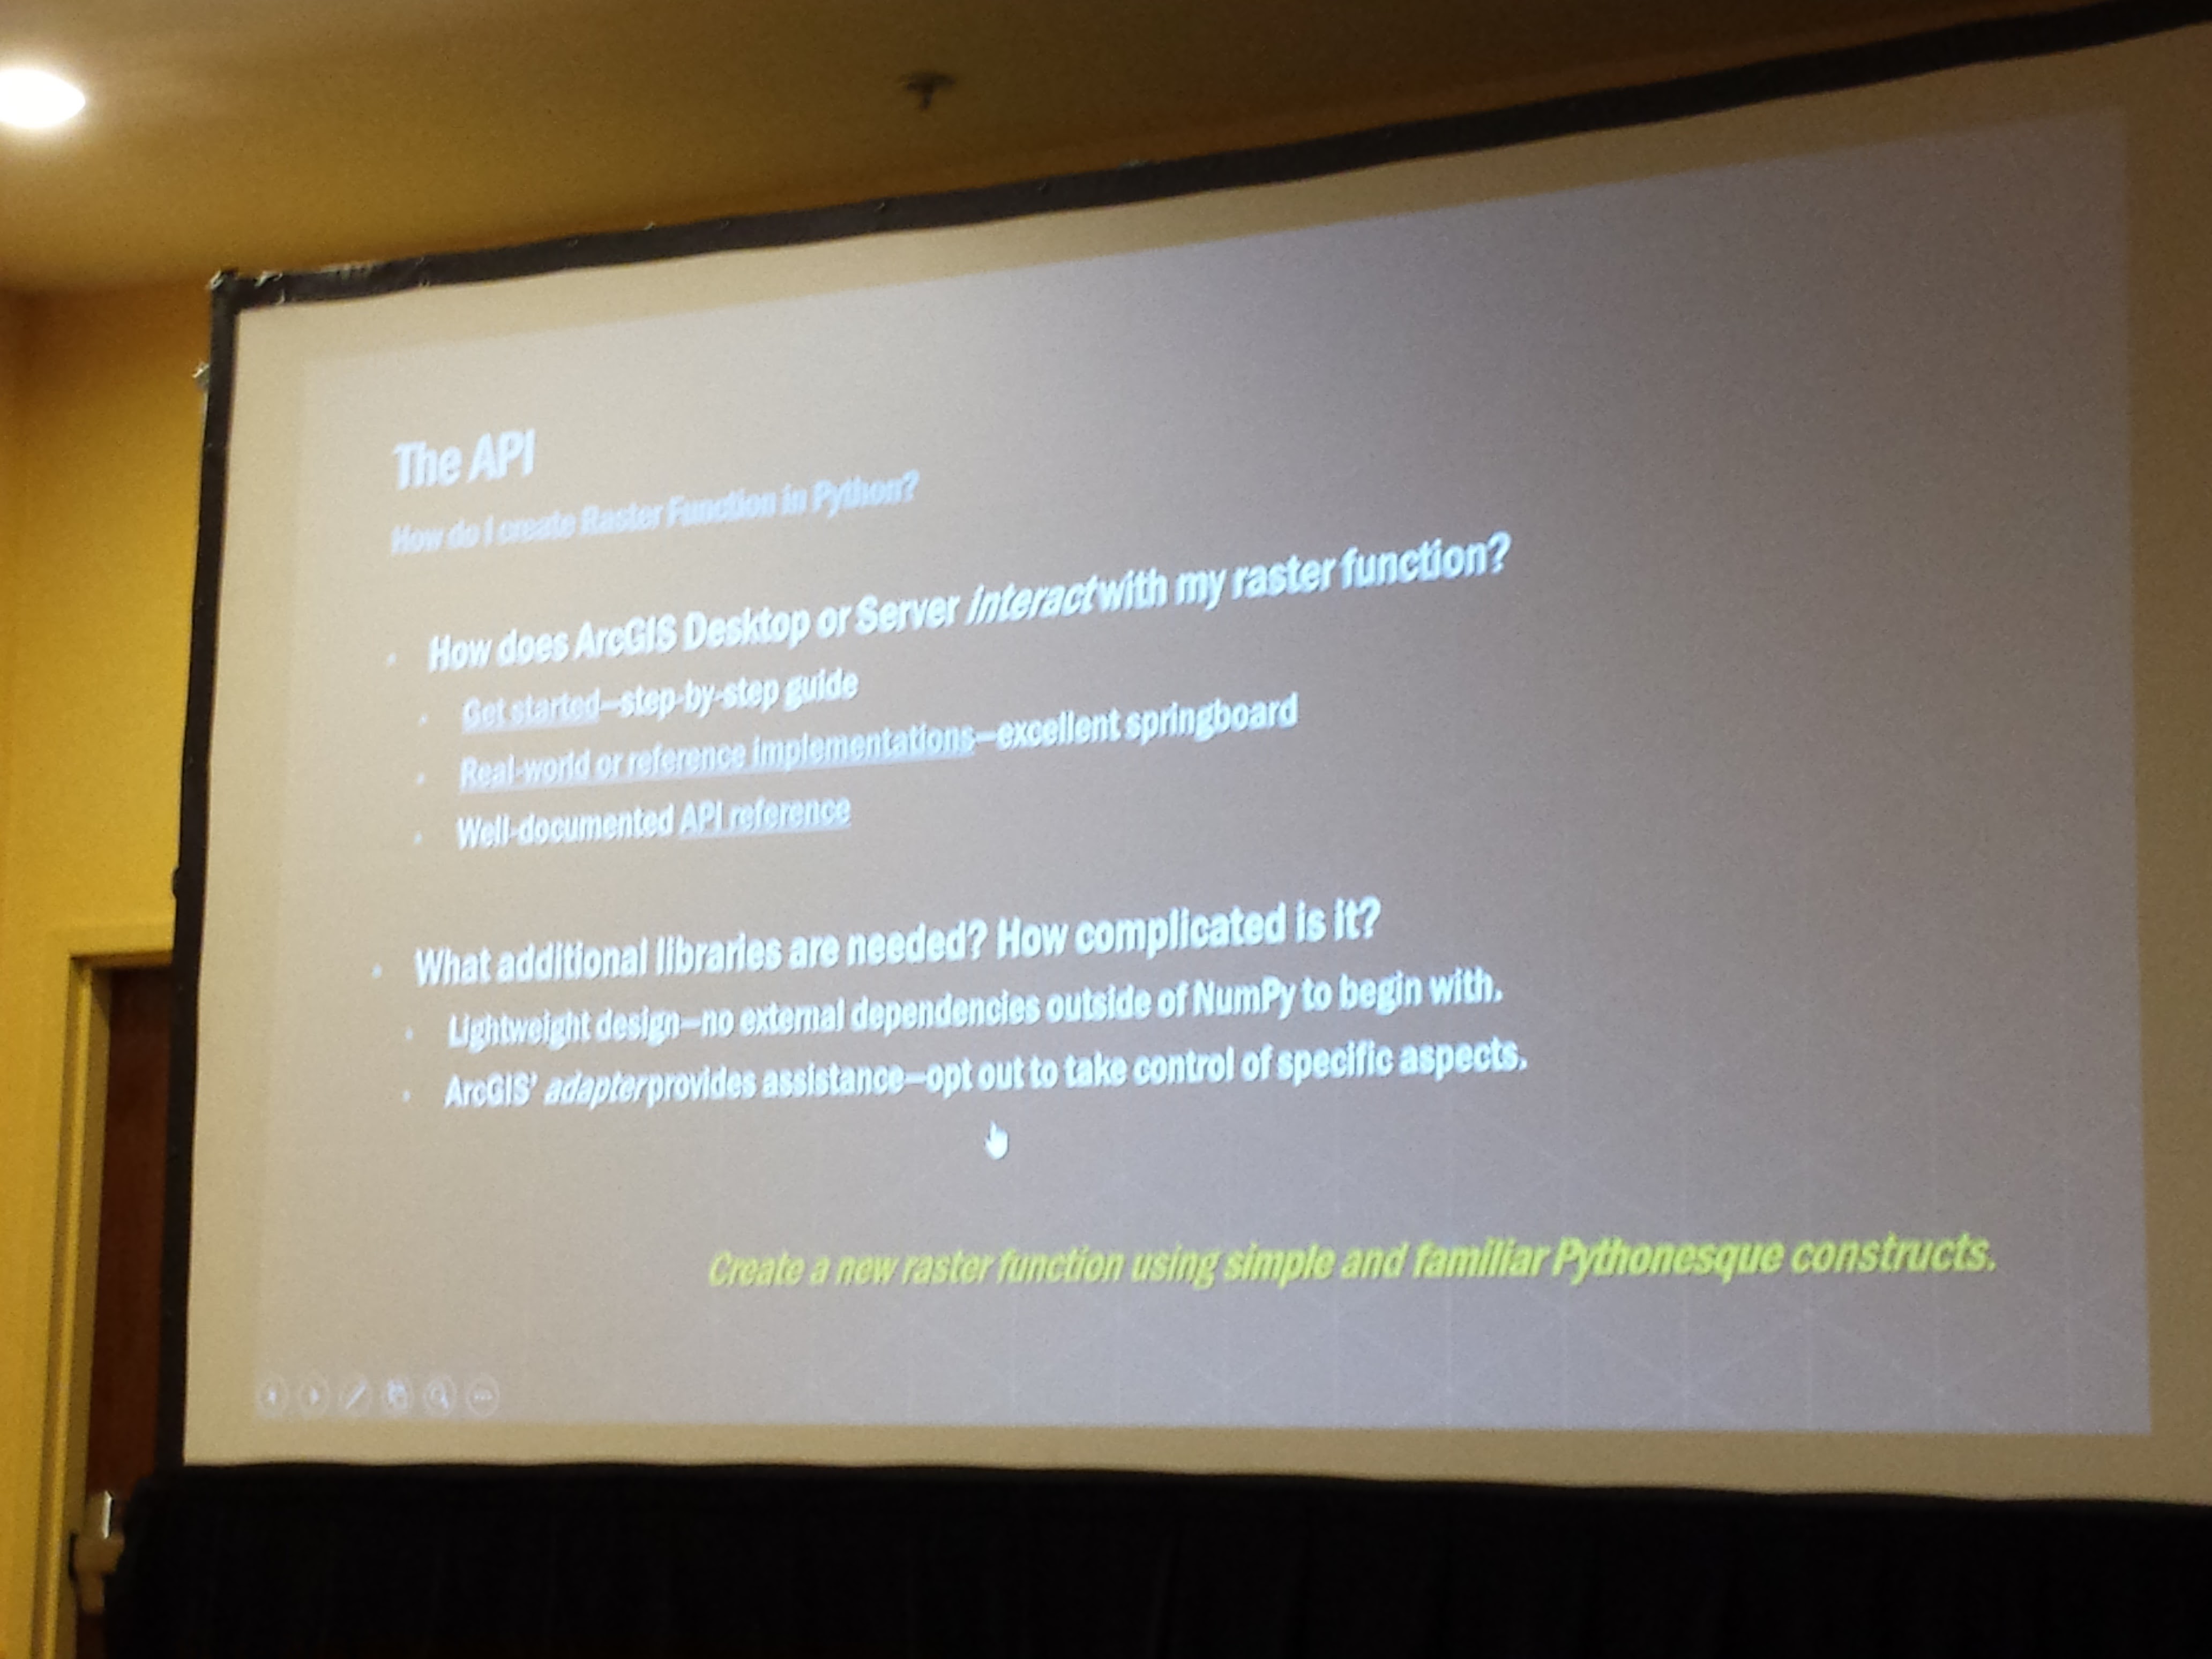 The API
How do I create Raster Function in Python?
How does ArcGIS Desktop or Server interact with my raster function?
Get started—step-by-step guide
Real-world or reference implementations—excellent springboard
Well-documented API reference
What additional libraries are needed? How complicated is it?
Lightweight design—no external dependencies outside of NumPy to begin with.
ArcGIS' adapter provides assistance—opt out to take control of specific aspects.
Create a new raster function using simple and familiar Pythonesque constructs.